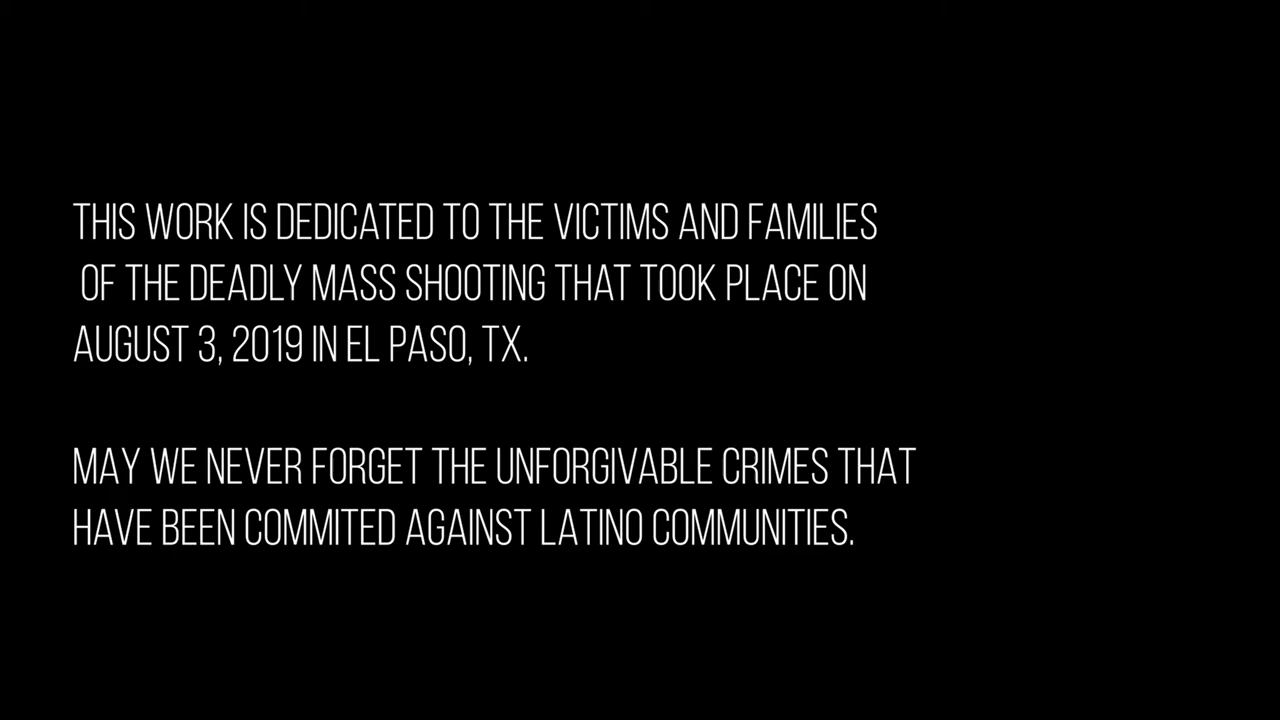 THIS WORK IS DEDICATED TO THE VICTIMS AND FAMILIES
OF THE DEADLY MASS SHOOTING THAT TOOK PLACE ON
AUGUST 3, 2019 IN EL PASO, TX.
MAY WE NEVER FORGET THE UNFORGIVABLE CRIMES THAT
HAVE BEEN COMMITED AGAINST LATINO COMMUNITIES.